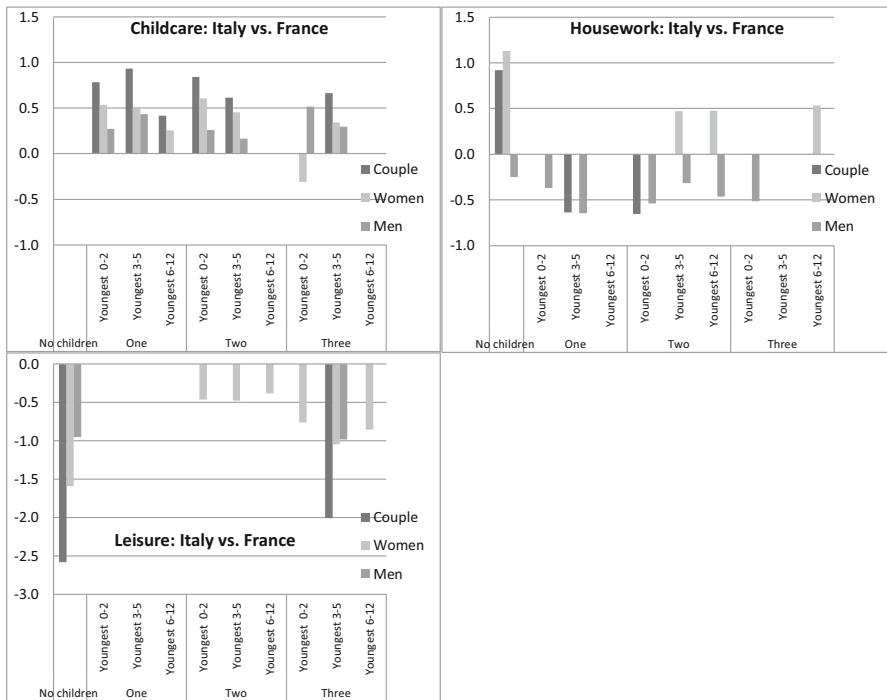 Childcare: Italy vs. France
1.5
1.0
0.5
0.0
-0.5
-1.0
Couple
Women
Men
Youngest 0-2
Youngest 3-5
Youngest 6-12
Youngest 0-2
Youngest 3-5
Youngest 6-12
Youngest 0-2
Youngest 3-5
Youngest 6-12
No children One Two Three
Housework: Italy vs. France
1.5
1.0
0.5
0.0
-0.5
-1.0
Couple
Women
Men
Youngest 0-2
Youngest 3-5
Youngest 6-12
Youngest 0-2
Youngest 3-5
Youngest 6-12
Youngest 0-2
Youngest 3-5
Youngest 6-12
No children One Two Three
0.0
-0.5
-1.0
-1.5
-2.0
-2.5
-3.0
Leisure: Italy vs. France
Couple
Women
Men
Youngest 0-2
Youngest 3-5
Youngest 6-12
Youngest 0-2
Youngest 3-5
Youngest 6-12
Youngest 0-2
Youngest 3-5
Youngest 6-12
No children One Two Three